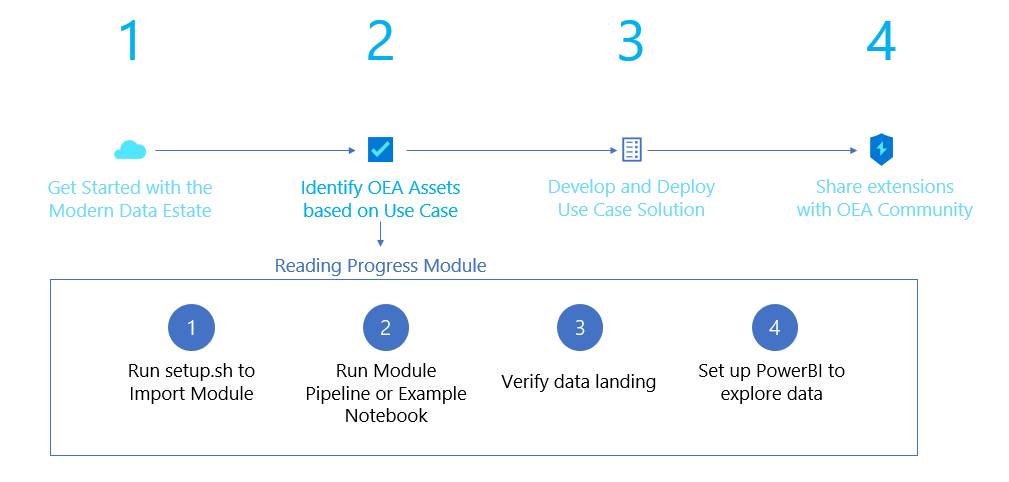 1
2
3
4
Get Started with the
Modern Data Estate
Identify OEA Assets
based on Use Case
Develop and Deploy
Use Case Solution
Share extensions
with OEA Community
Reading Progress Module
1
Run setup.sh to
Import Module
2
Run Module
Pipeline or Example
Notebook
3
Verify data landing
4
Set up PowerBI to
explore data